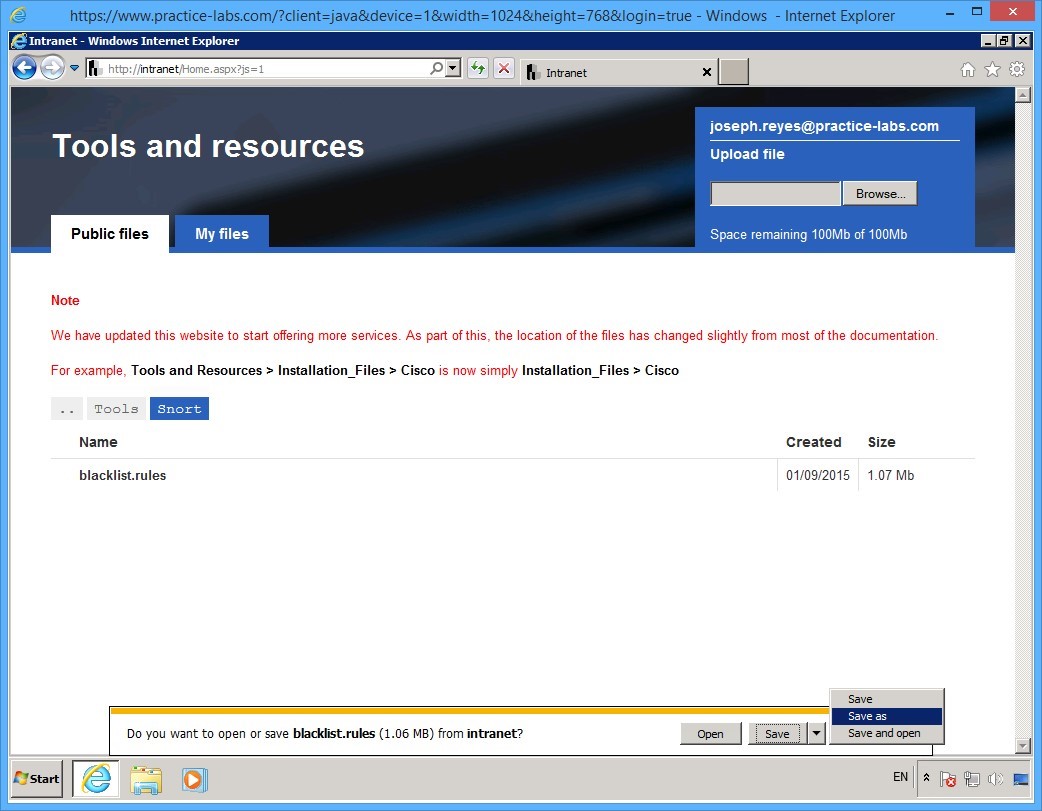 https://www.practice-labs.com/?client=java&device=1&width=1024&height=768&login=true - Windows - Internet Explorer
Intranet - Windows Internet Explorer
http://intranet/Home.aspx?js=1
Intranet
Tools and resources
joseph.reyes@practice-labs.com
Upload file
Browse...
Space remaining 100Mb of 100Mb
Public files
My files
Note
We have updated this website to start offering more services. As part of this, the location of the files has changed slightly from most of the documentation.
For example, Tools and Resources > Installation_Files > Cisco is now simply Installation_Files > Cisco
.. Tools Snort
Name Created Size
blacklist.rules 01/09/2015 1.07 Mb
Save
Save as
Save and open
Do you want to open or save blacklist.rules (1.06 MB) from intranet?
Open
Save
Start
EN